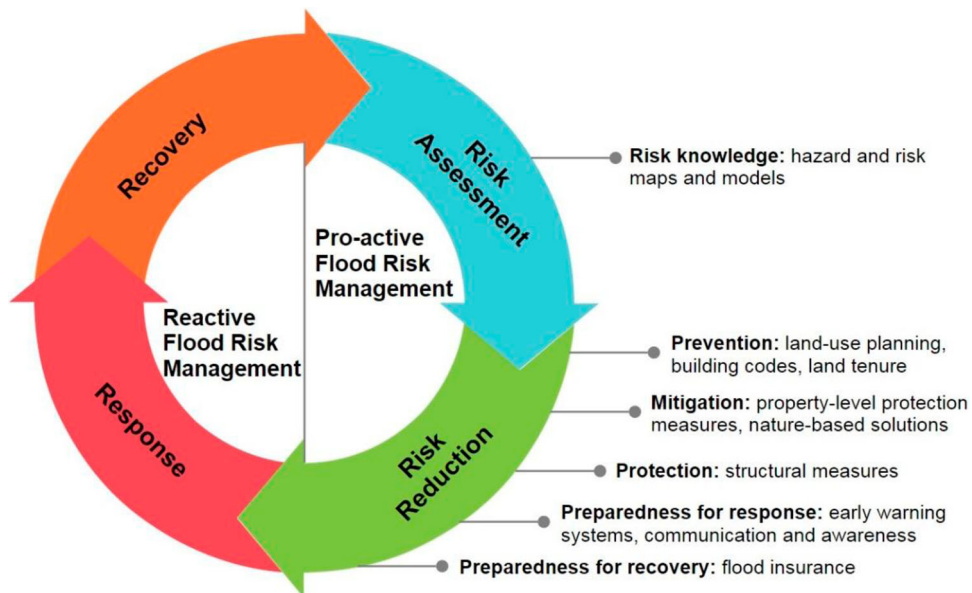 Recovery
Risk
Assessment
Risk knowledge: hazard and risk
maps and models
Pro-active
Flood Risk
Management
Reactive
Flood Risk
Management
Prevention: land-use planning,
building codes, land tenure
Mitigation: property-level protection
measures, nature-based solutions
Response
Risk
Reduction
Protection: structural measures
Preparedness for response: early warning
systems, communication and awareness
Preparedness for recovery: flood insurance